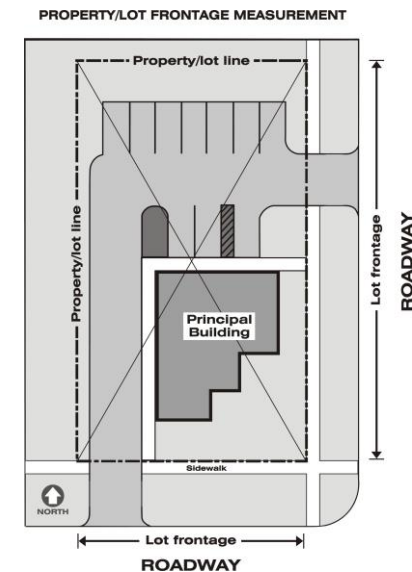 PROPERTY/LOT FRONTAGE MEASUREMENT
Property/lot line
Property/lot line
Lot frontage
ROADWAY
Principal
Building
Sidewalk
NORTH
Lot frontage
ROADWAY